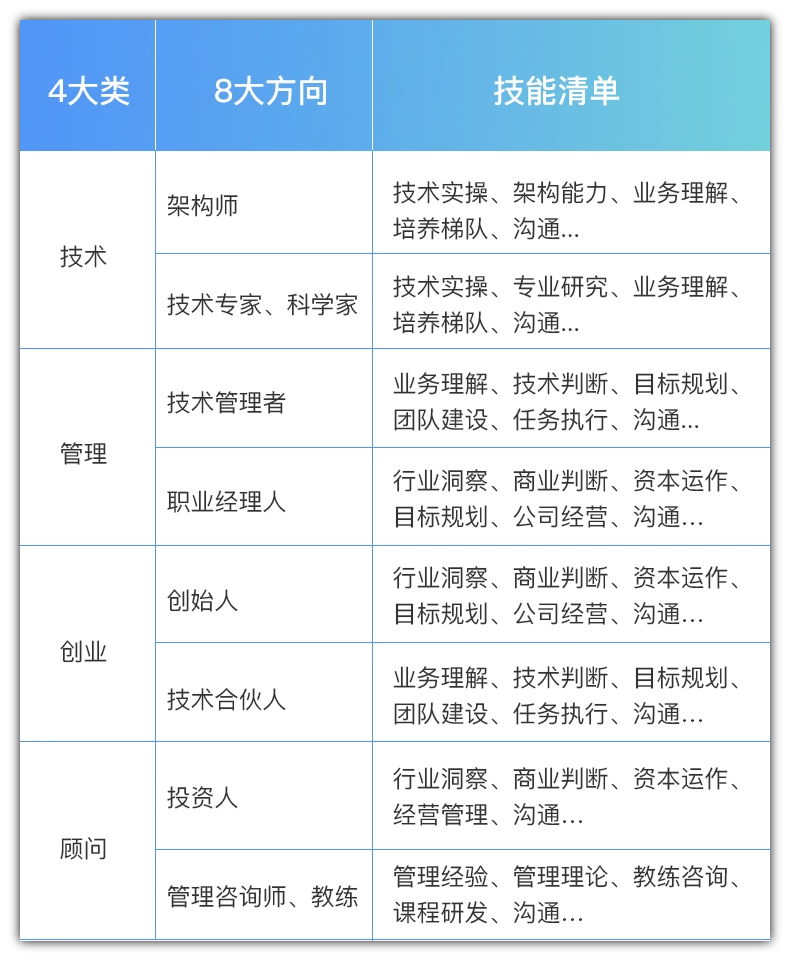 4大类
8大方向
技能清单
技术
架构师
技术实操、架构能力、业务理解、
培养梯队、沟通...
技术专家、科学家
技术实操、专业研究、业务理解、
培养梯队、沟通...
管理
技术管理者
业务理解、技术判断、目标规划、
团队建设、任务执行、沟通...
职业经理人
行业洞察、商业判断、资本运作、
目标规划、公司经营、沟通…
创业
创始人
行业洞察、商业判断、资本运作、
目标规划、公司经营、沟通…
技术合伙人
业务理解、技术判断、目标规划、
团队建设、任务执行、沟通…
顾问
投资人
行业洞察、商业判断、资本运作、
经营管理、沟通…
管理咨询师、教练
管理经验、管理理论、教练咨询、
课程研发、沟通…